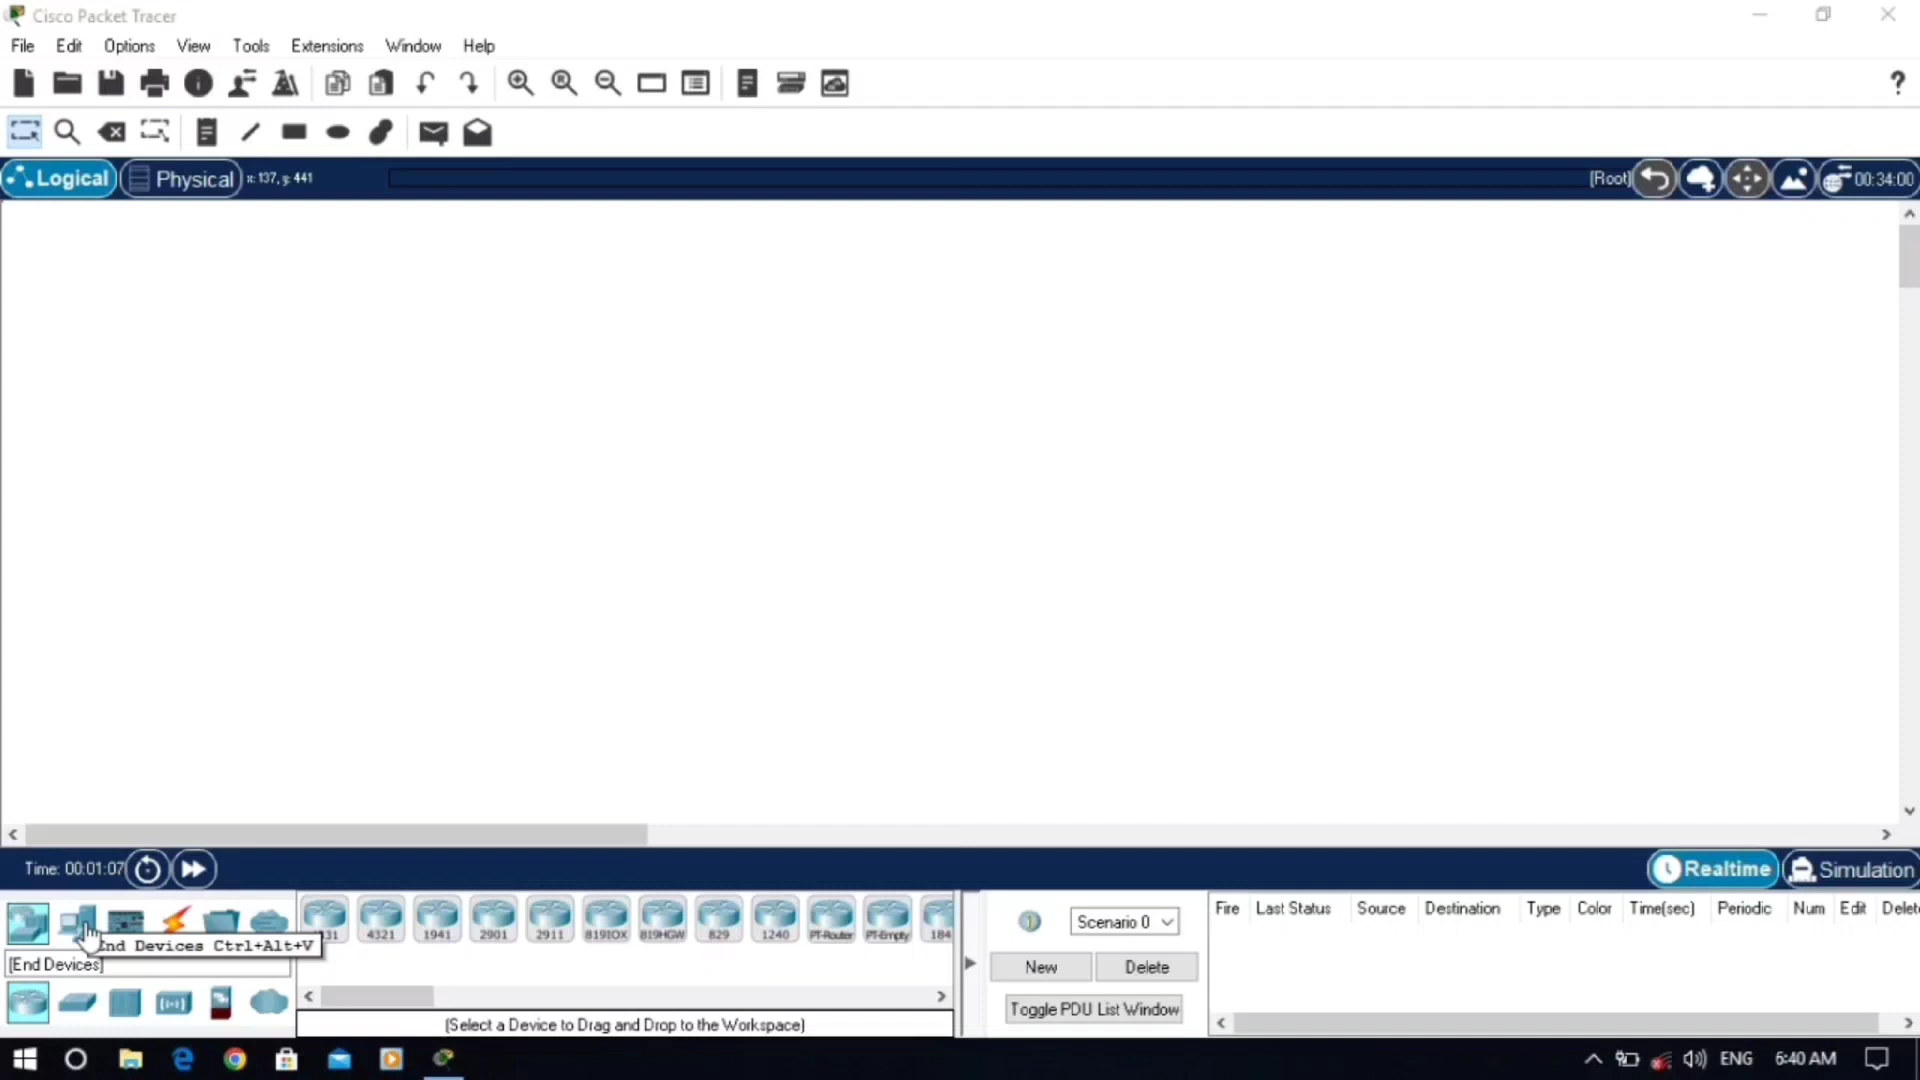 Cisco Packet Tracer
File Edit Options View Tools Extensions Window Help
?
Logical Physical x: 137, y: 441 [Root] 00:34:00
Time: 00:01:07 Realtime Simulation
4321 1941 2901 2911 819IOX 819HGW 829 1240 PT-Router PT-Empty 184
End Devices Ctrl+Alt+V
[End Devices]
(Select a Device to Drag and Drop to the Workspace)
Scenario 0
New Delete
Toggle PDU List Window
Fire Last Status Source Destination Type Color Time(sec) Periodic Num Edit Delet
ENG 6:40 AM